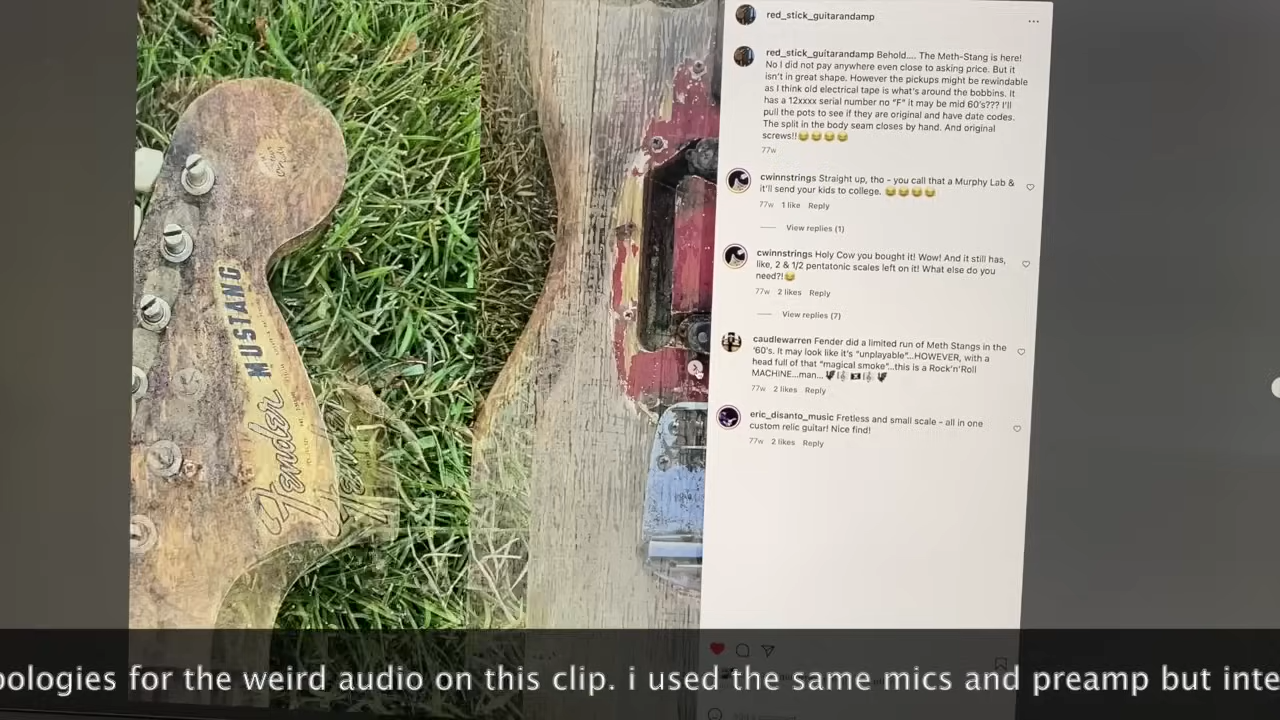 red_stick_guitarandamp
red_stick_guitarandamp Behold.... The Meth-Stang is here!
No I did not pay anywhere even close to asking price. But it
isn't in great shape. However the pickups might be rewindable
as I think old electrical tape is what's around the bobbins. It
has a 12xxxx serial number no "F" it may be mid 60's??? I'll
pull the pots to see if they are original and have date codes.
The split in the body seam closes by hand. And original
screws!!😂😂😂😂
77w
cwinnstrings Straight up, tho - you call that a Murphy Lab &
it'll send your kids to college. 😂😂😂😂
77w 1 like Reply
View replies (1)
cwinnstrings Holy Cow you bought it! Wow! And it still has,
like, 2 & 1/2 pentatonic scales left on it! What else do you
need?!😂
77w 2 likes Reply
View replies (7)
caudlewarren Fender did a limited run of Meth Stangs in the
'60's. It may look like it's "unplayable"...HOWEVER, with a
head full of that "magical smoke"...this is a Rock'n'Roll
MACHINE...man...
77w 2 likes Reply
eric_disanto_music Fretless and small scale - all in one
custom relic guitar! Nice find!
77w 2 likes Reply
MUSTANG
Fender
Fender
pologies for the weird audio on this clip. i used the same mics and preamp but inte